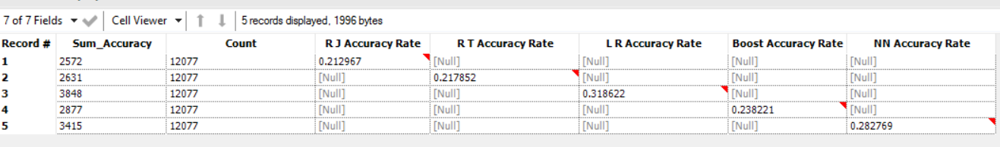 7 of 7 Fields Cell Viewer 5 records displayed, 1996 bytes
Record # Sum_Accuracy Count R J Accuracy Rate R T Accuracy Rate L R Accuracy Rate Boost Accuracy Rate NN Accuracy Rate
1 2572 12077 0.212967 [Null] [Null] [Null] [Null]
2 2631 12077 [Null] 0.217852 [Null] [Null] [Null]
3 3848 12077 [Null] [Null] 0.318622 [Null] [Null]
4 2877 12077 [Null] [Null] [Null] 0.238221 [Null]
5 3415 12077 [Null] [Null] [Null] [Null] 0.282769